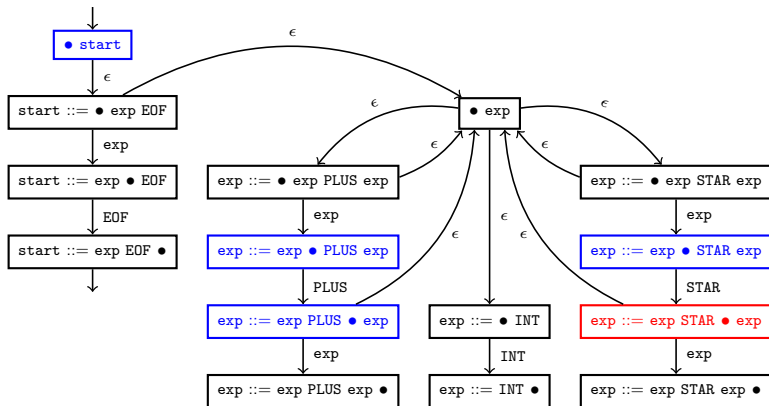 ● start
ϵ
ϵ
start ::= ● exp EOF
● exp
ϵ
ϵ
exp
ϵ
ϵ
start ::= exp ● EOF
exp ::= ● exp PLUS exp
exp ::= ● exp STAR exp
EOF
exp
ϵ
exp
ϵ
ϵ
ϵ
start ::= exp EOF ●
exp ::= exp ● PLUS exp
exp ::= exp ● STAR exp
PLUS
STAR
exp ::= exp PLUS ● exp
exp ::= ● INT
exp ::= exp STAR ● exp
exp
INT
exp
exp ::= exp PLUS exp ●
exp ::= INT ●
exp ::= exp STAR exp ●